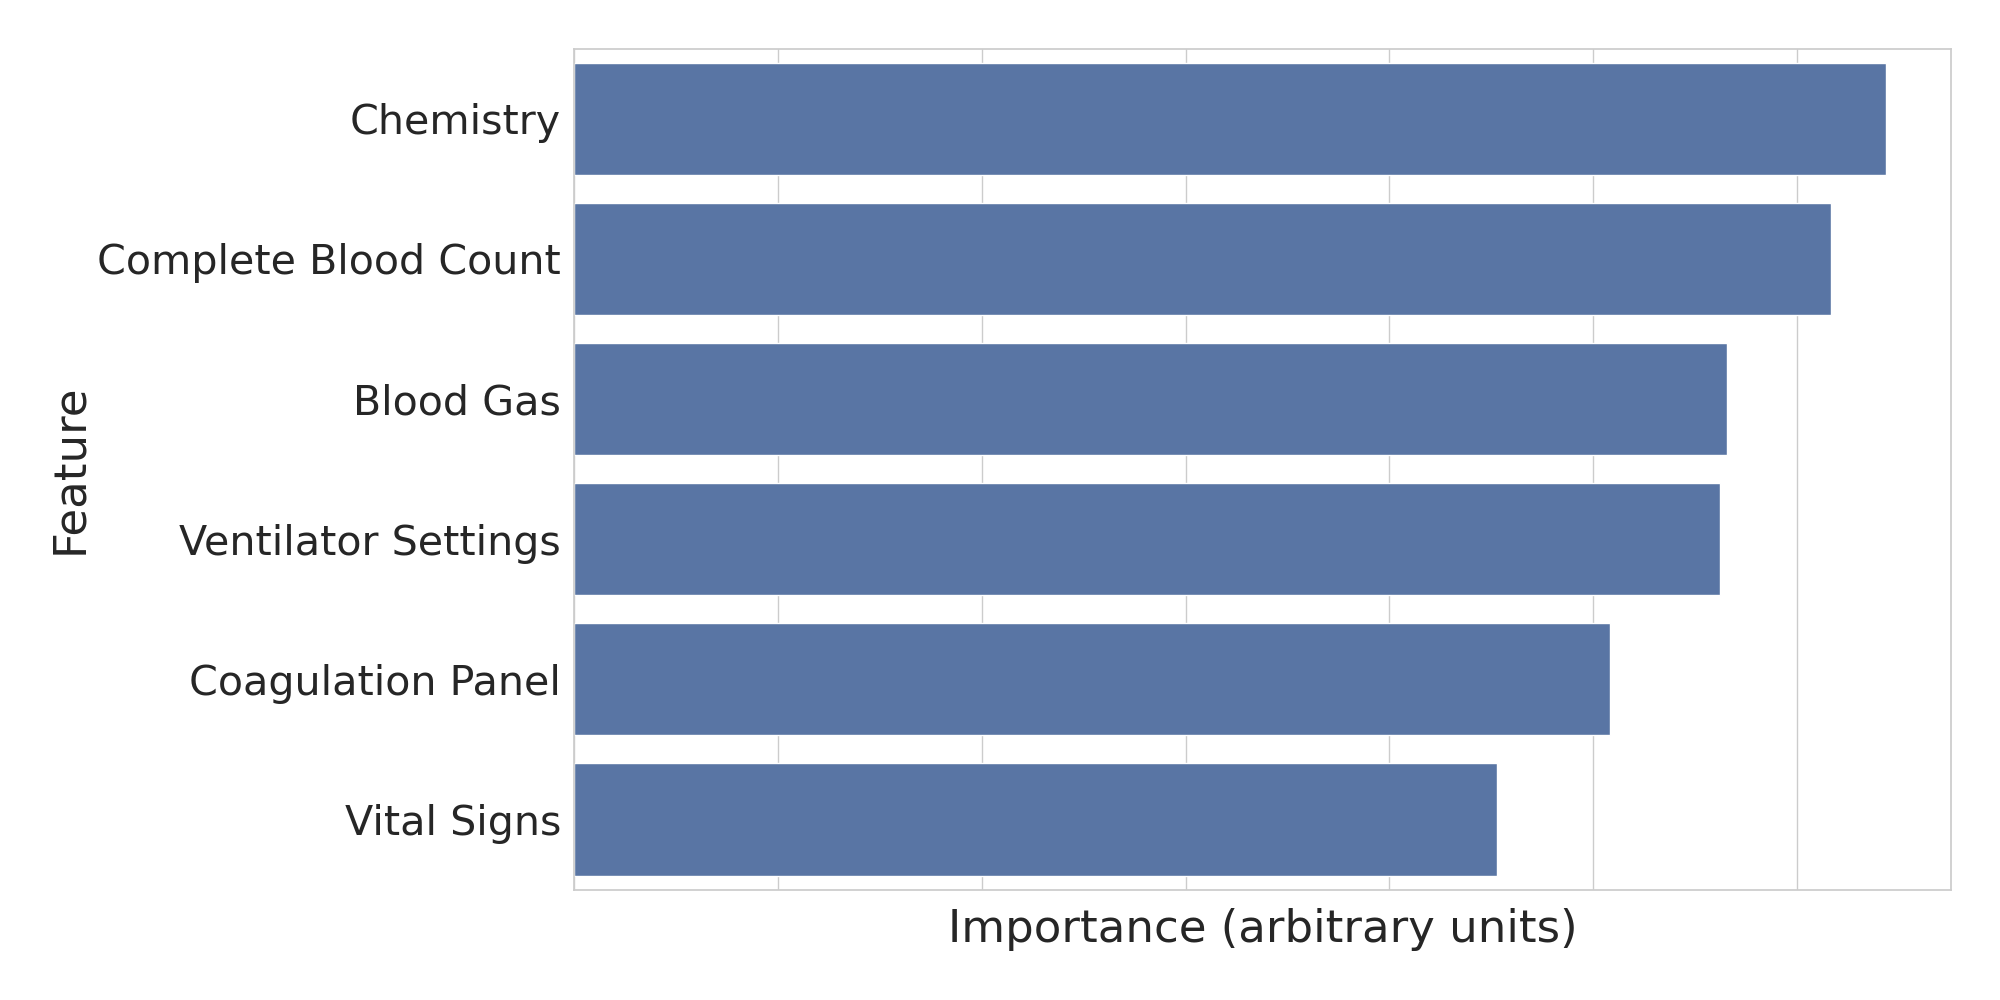 Chemistry
Complete Blood Count
Blood Gas
Ventilator Settings
Coagulation Panel
Vital Signs
Feature
Importance (arbitrary units)